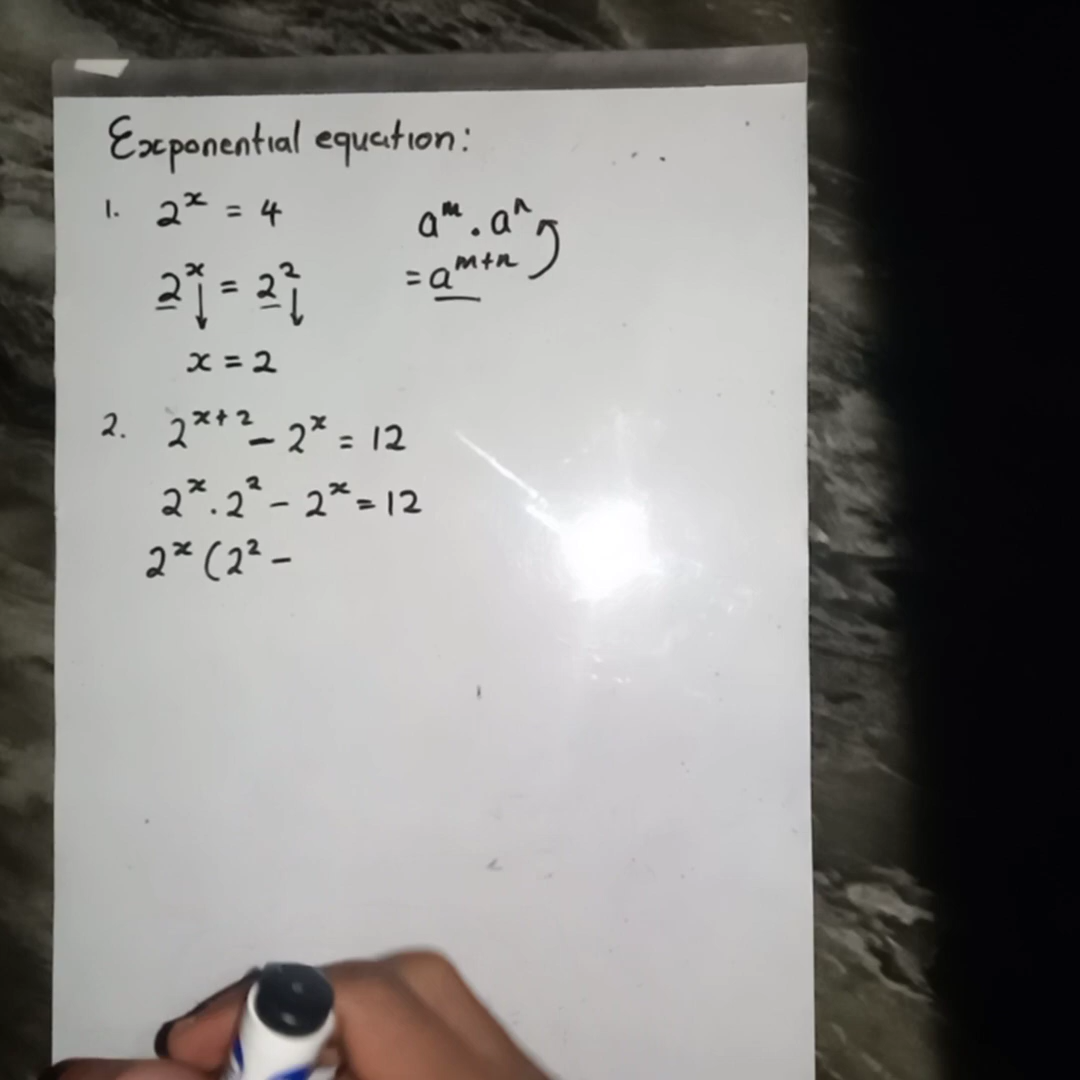 Exponential equation:
1. 2^x = 4
a^m . a^n
= a^{m+n}
2^x = 2^2
x = 2
2. 2^{x+2} - 2^x = 12
2^x . 2^2 - 2^x = 12
2^x (2^2 -